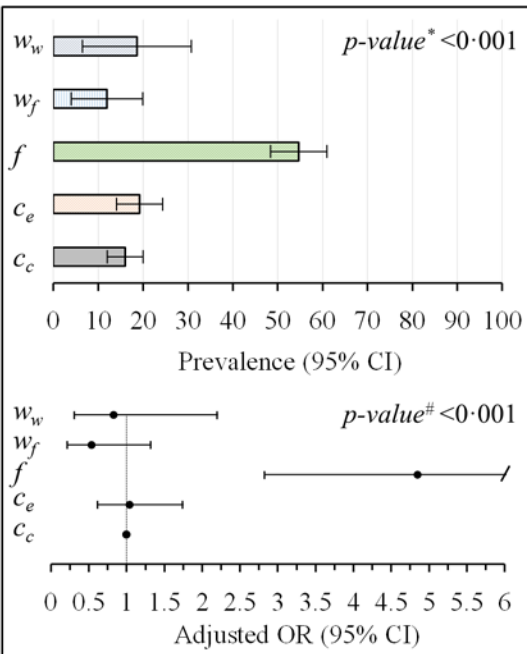 w_w p-value* <0·001
w_f
f
c_e
c_c
0 10 20 30 40 50 60 70 80 90 100
Prevalence (95% CI)
w_w p-value# <0·001
w_f
f
c_e
c_c
0 0.5 1 1.5 2 2.5 3 3.5 4 4.5 5 5.5 6
Adjusted OR (95% CI)